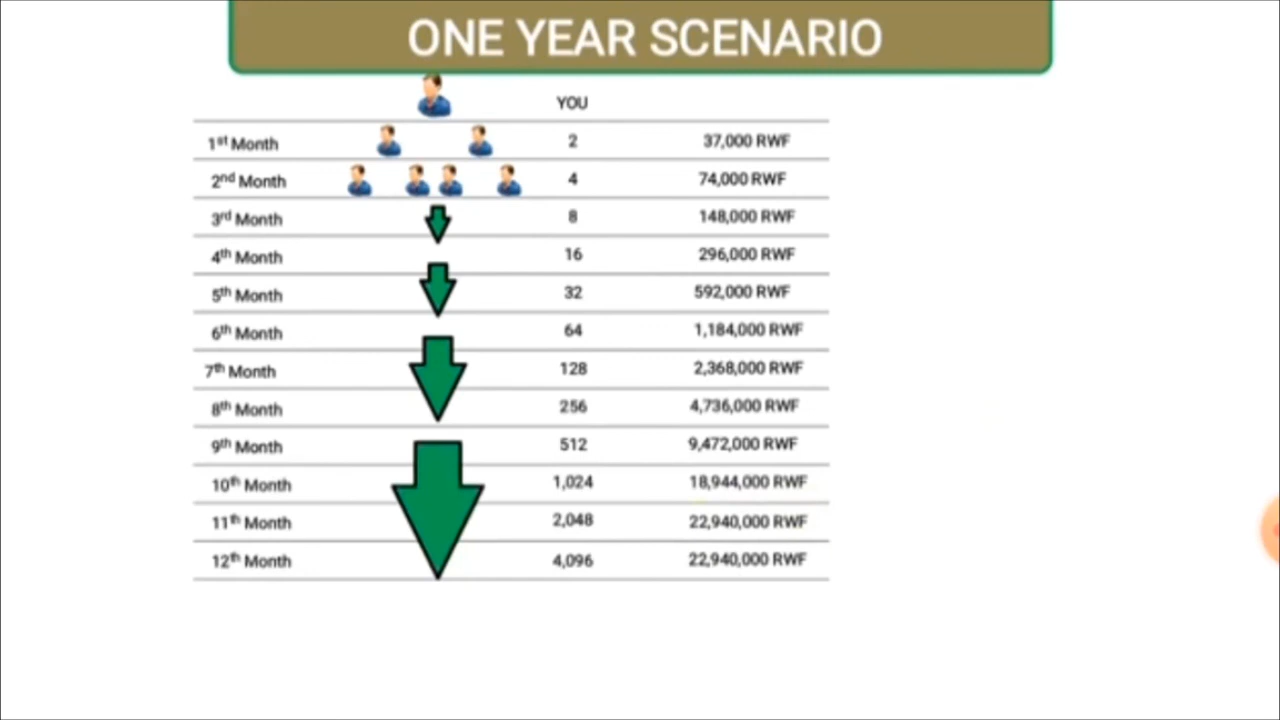 ONE YEAR SCENARIO
YOU
1st Month 2 37,000 RWF
2nd Month 4 74,000 RWF
3rd Month 8 148,000 RWF
4th Month 16 296,000 RWF
5th Month 32 592,000 RWF
6th Month 64 1,184,000 RWF
7th Month 128 2,368,000 RWF
8th Month 256 4,736,000 RWF
9th Month 512 9,472,000 RWF
10th Month 1,024 18,944,000 RWF
11th Month 2,048 22,940,000 RWF
12th Month 4,096 22,940,000 RWF